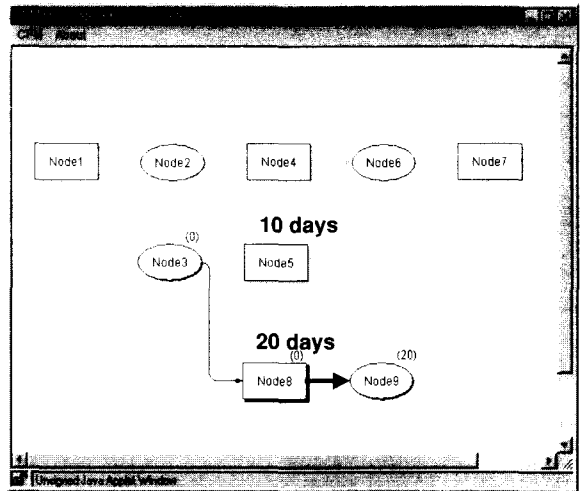 Node1 Node2 Node4 Node6 Node7
10 days
(0)
Node3 Node5
20 days
(0) (20)
Node8 Node9
Unsigned Java Applet Window